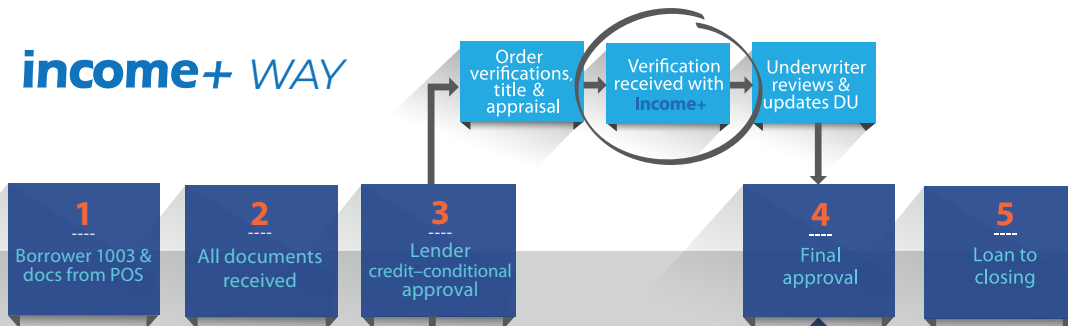 income+ WAY
Order
verifications,
title &
appraisal
Verification
received with
income+
Underwriter
reviews &
updates DU
1
----
Borrower 1003 &
docs from POS
2
----
All documents
received
3
----
Lender
credit–conditional
approval
4
----
Final
approval
5
----
Loan to
closing